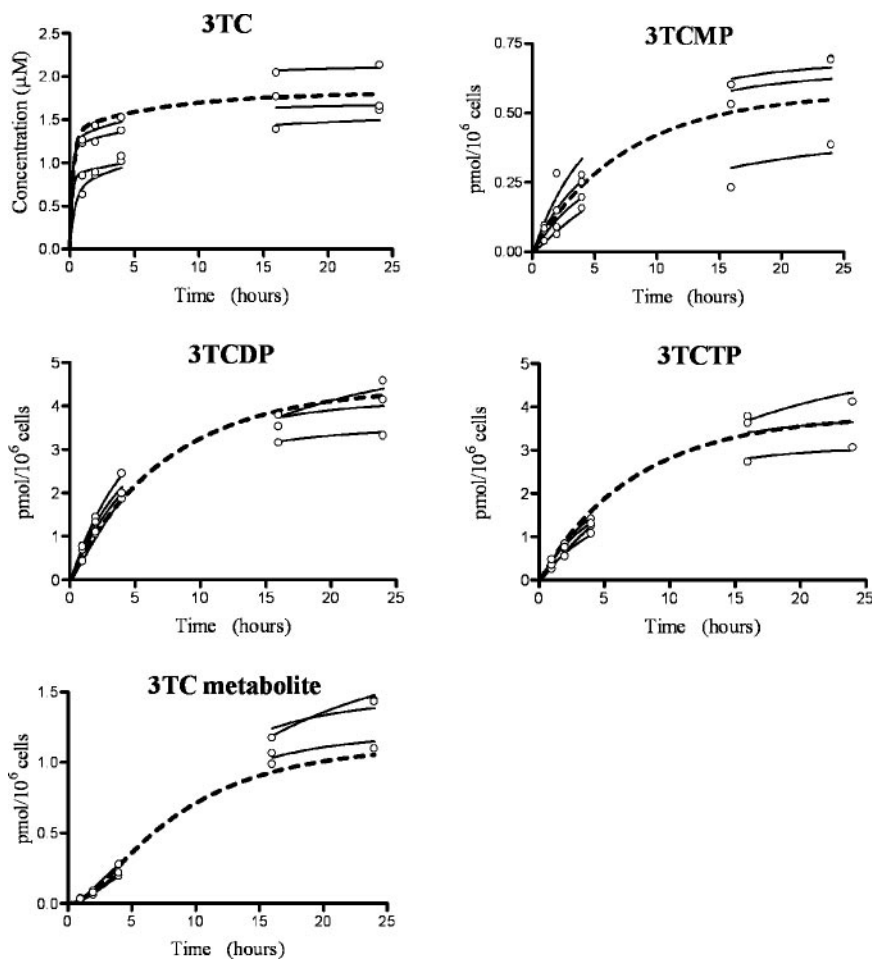 3TC
Concentration (μM)
2.5
2.0
1.5
1.0
0.5
0.0
0 5 10 15 20 25
Time (hours)
3TCMP
pmol/10⁶ cells
0.75
0.50
0.25
0.00
0 5 10 15 20 25
Time (hours)
3TCDP
pmol/10⁶ cells
5
4
3
2
1
0
0 5 10 15 20 25
Time (hours)
3TCTP
pmol/10⁶ cells
5
4
3
2
1
0
0 5 10 15 20 25
Time (hours)
3TC metabolite
pmol/10⁶ cells
1.5
1.0
0.5
0.0
0 5 10 15 20 25
Time (hours)